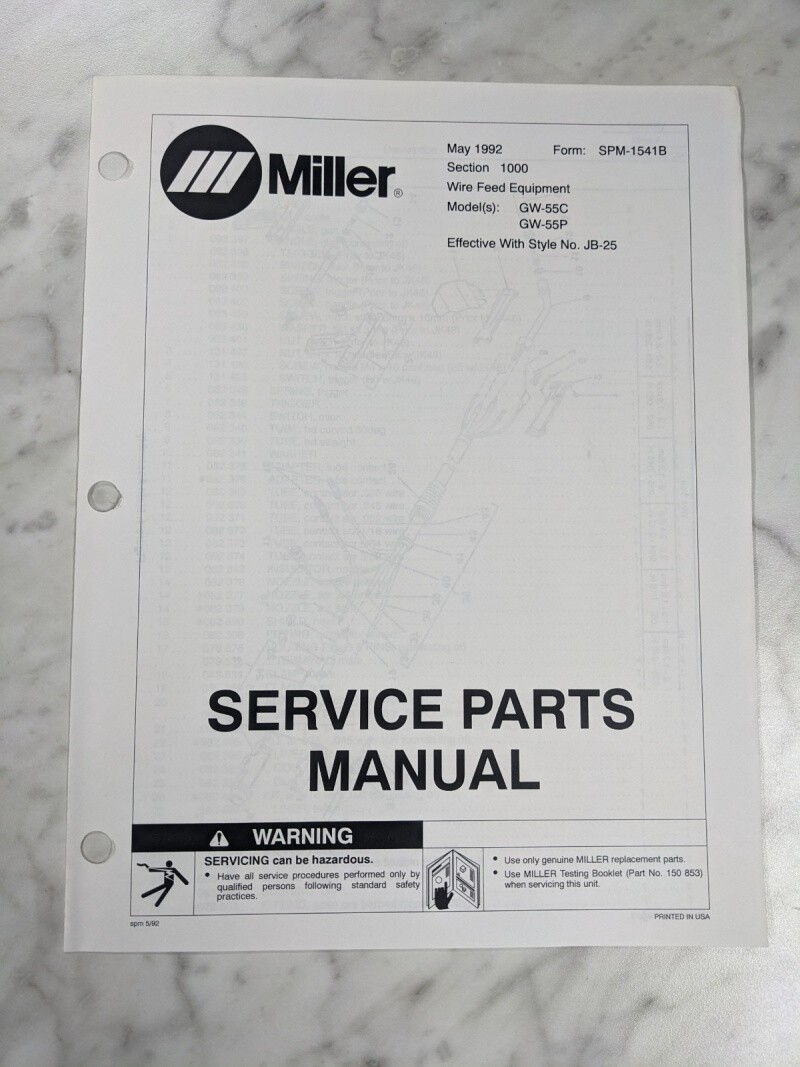 Miller®
May 1992 Form: SPM-1541B
Section 1000
Wire Feed Equipment
Model(s): GW-55C
GW-55P
Effective With Style No. JB-25
SERVICE PARTS
MANUAL
WARNING
SERVICING can be hazardous.
• Have all service procedures performed only by
qualified persons following standard safety
practices.
• Use only genuine MILLER replacement parts.
• Use MILLER Testing Booklet (Part No. 150 853)
when servicing this unit.
spm 5/92
PRINTED IN USA